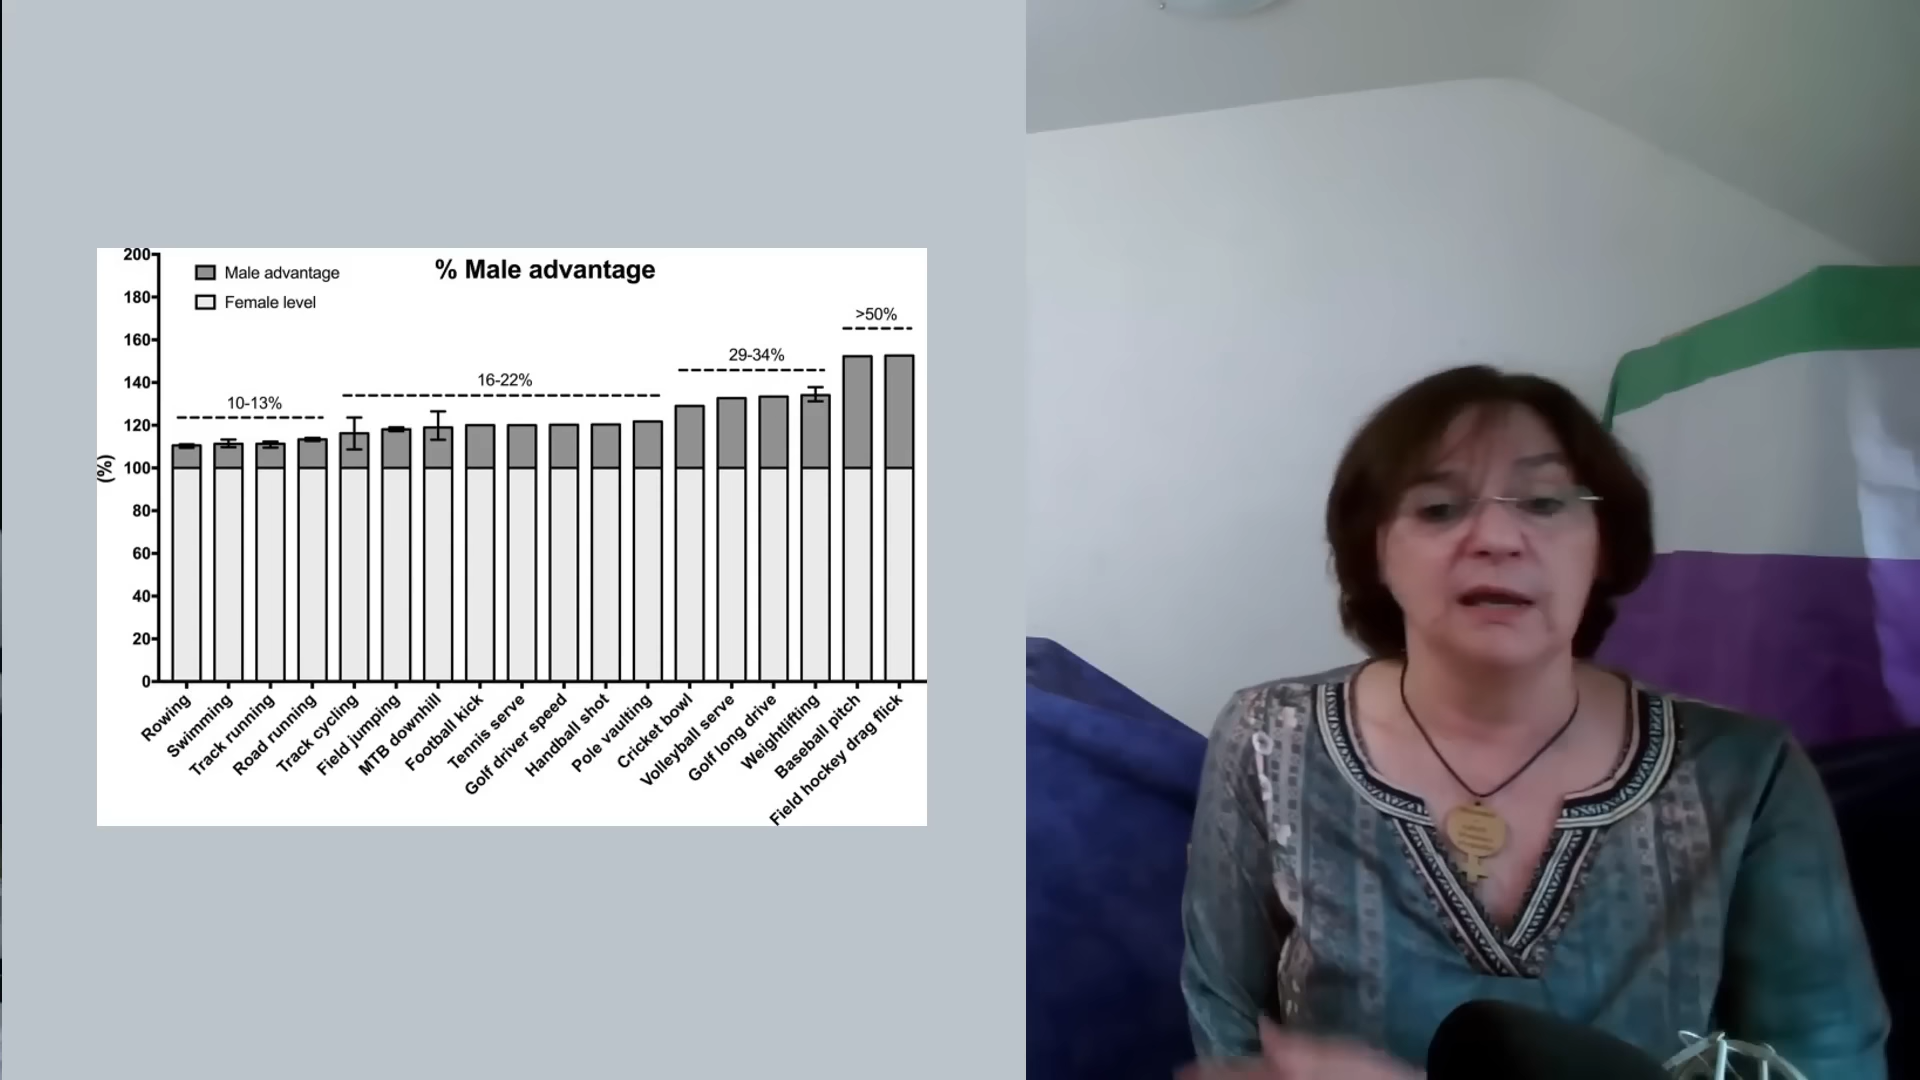 % Male advantage
Male advantage
Female level
(%)
200
180
160
140
120
100
80
60
40
20
0
10-13%
16-22%
29-34%
>50%
Rowing
Swimming
Track running
Road running
Track cycling
Field jumping
MTB downhill
Football kick
Tennis serve
Golf driver speed
Handball shot
Pole vaulting
Cricket bowl
Volleyball serve
Golf long drive
Weightlifting
Baseball pitch
Field hockey drag flick